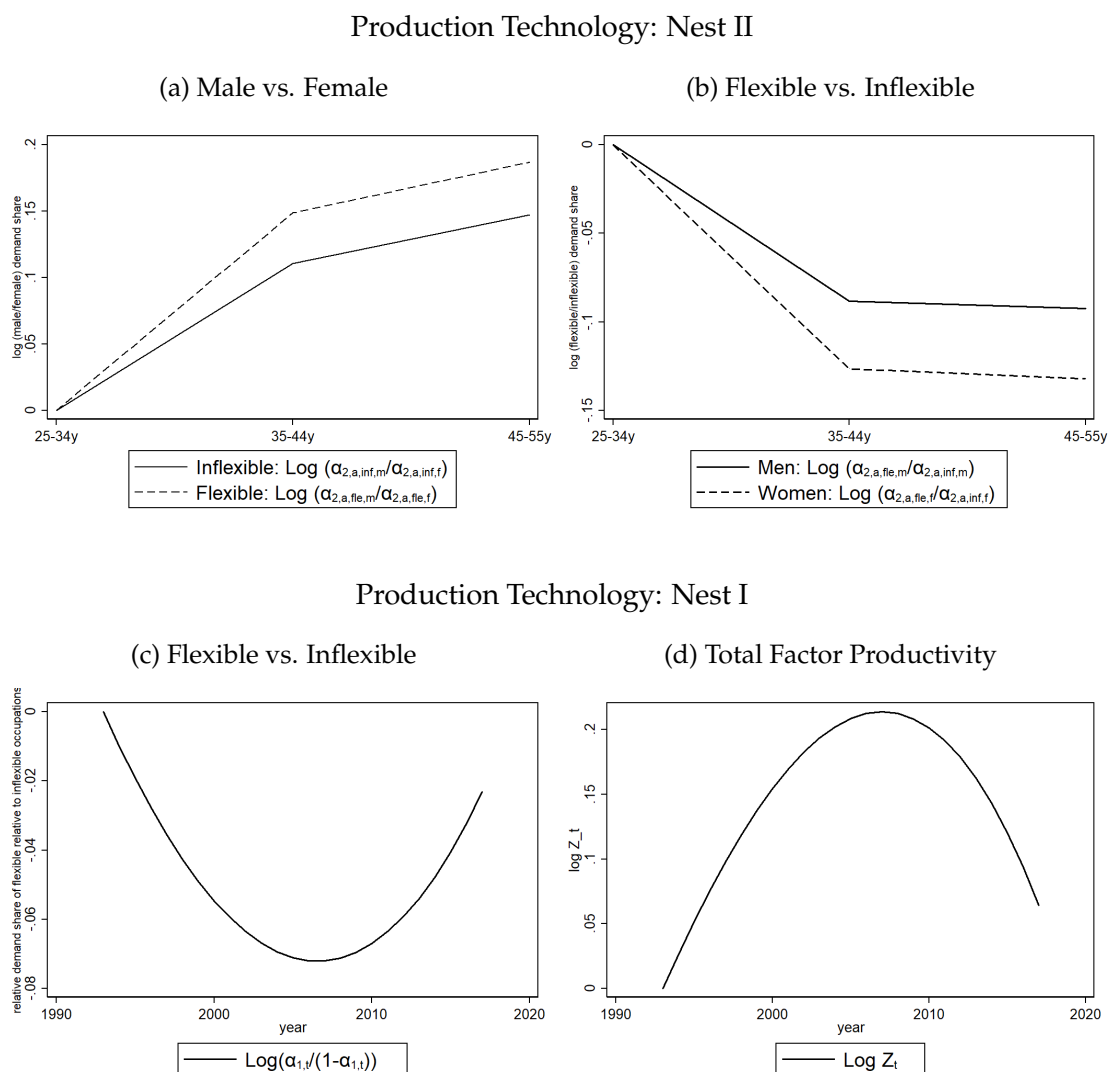 Production Technology: Nest II
(a) Male vs. Female
(b) Flexible vs. Inflexible
log (male/female) demand share
.2
.15
.1
.05
0
25-34y
35-44y
45-55y
Inflexible: Log (α2,a,inf,m/α2,a,inf,f)
Flexible: Log (α2,a,fle,m/α2,a,fle,f)
log (flexible/inflexible) demand share
0
-.05
-.1
-.15
25-34y
35-44y
45-55y
Men: Log (α2,a,fle,m/α2,a,inf,m)
Women: Log (α2,a,fle,f/α2,a,inf,f)
Production Technology: Nest I
(c) Flexible vs. Inflexible
(d) Total Factor Productivity
relative demand share of flexible relative to inflexible occupations
0
-.02
-.04
-.06
-.08
1990
2000
2010
2020
year
Log(α1,t/(1-α1,t))
log Z_t
.2
.15
.1
.05
0
1990
2000
2010
2020
year
Log Zt